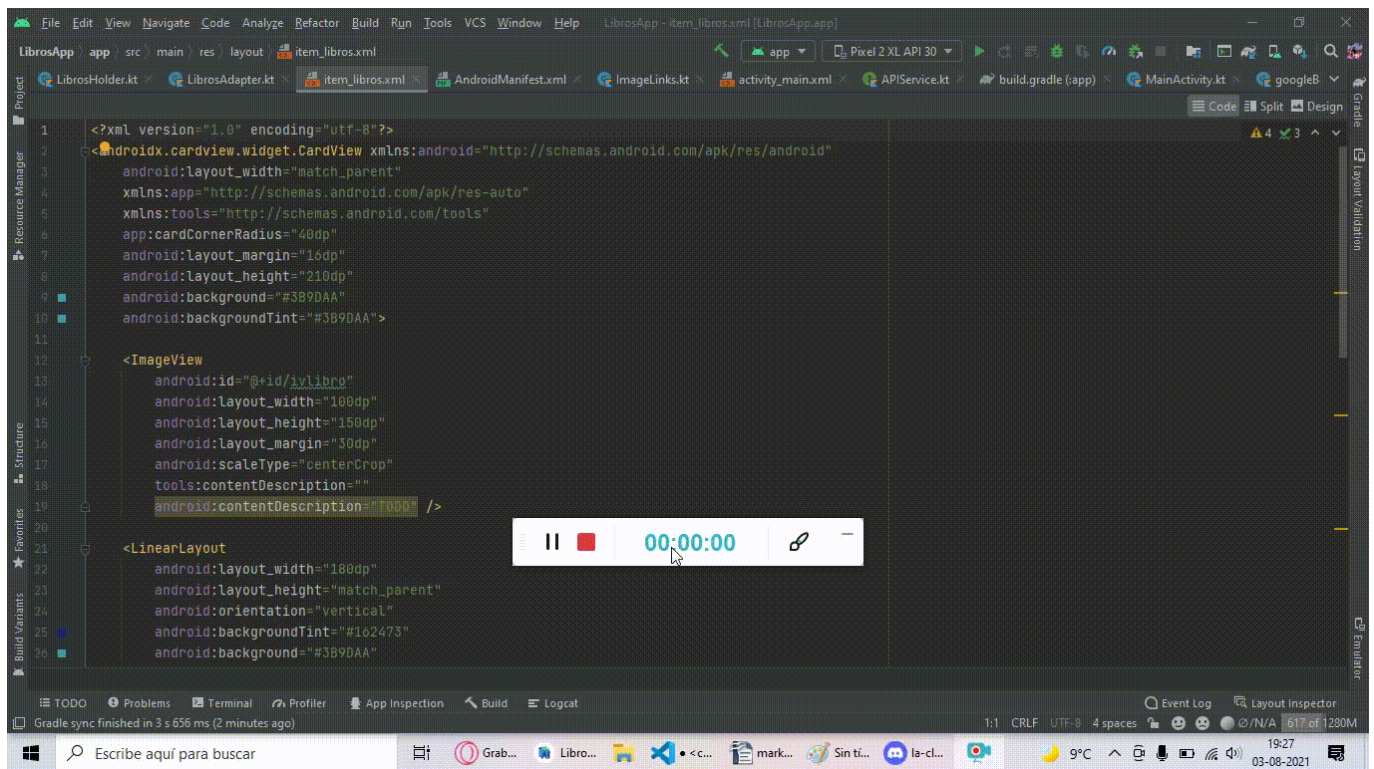 File Edit View Navigate Code Analyze Refactor Build Run Tools VCS Window Help LibrosApp - item_libros.xml [LibrosApp.app]
LibrosApp app src main res layout item_libros.xml app Pixel 2 XL API 30
LibrosHolder.kt LibrosAdapter.kt item_libros.xml AndroidManifest.xml ImageLinks.kt activity_main.xml APIService.kt build.gradle (:app) MainActivity.kt googleB
Code Split Design
Project
Resource Manager
Structure
Favorites
Build Variants
Gradle
Layout Validation
Emulator
4 3
1 <?xml version="1.0" encoding="utf-8"?>
2 <androidx.cardview.widget.CardView xmlns:android="http://schemas.android.com/apk/res/android"
3 android:layout_width="match_parent"
4 xmlns:app="http://schemas.android.com/apk/res-auto"
5 xmlns:tools="http://schemas.android.com/tools"
6 app:cardCornerRadius="40dp"
7 android:layout_margin="16dp"
8 android:layout_height="210dp"
9 android:background="#3B9DAA"
10 android:backgroundTint="#3B9DAA">
11
12 <ImageView
13 android:id="@+id/ivlibro"
14 android:layout_width="100dp"
15 android:layout_height="150dp"
16 android:layout_margin="30dp"
17 android:scaleType="centerCrop"
18 tools:contentDescription=""
19 android:contentDescription="TODO" />
20
21 <LinearLayout
22 android:layout_width="180dp"
23 android:layout_height="match_parent"
24 android:orientation="vertical"
25 android:backgroundTint="#162473"
26 android:background="#3B9DAA"
00:00:00
TODO Problems Terminal Profiler App Inspection Build Logcat Event Log Layout Inspector
Gradle sync finished in 3 s 656 ms (2 minutes ago) 1:1 CRLF UTF-8 4 spaces Ø/N/A 617 of 1280M
Escribe aquí para buscar Grab... Libro... • <c... mark... Sin tí... la-cl... 9°C 19:27
03-08-2021